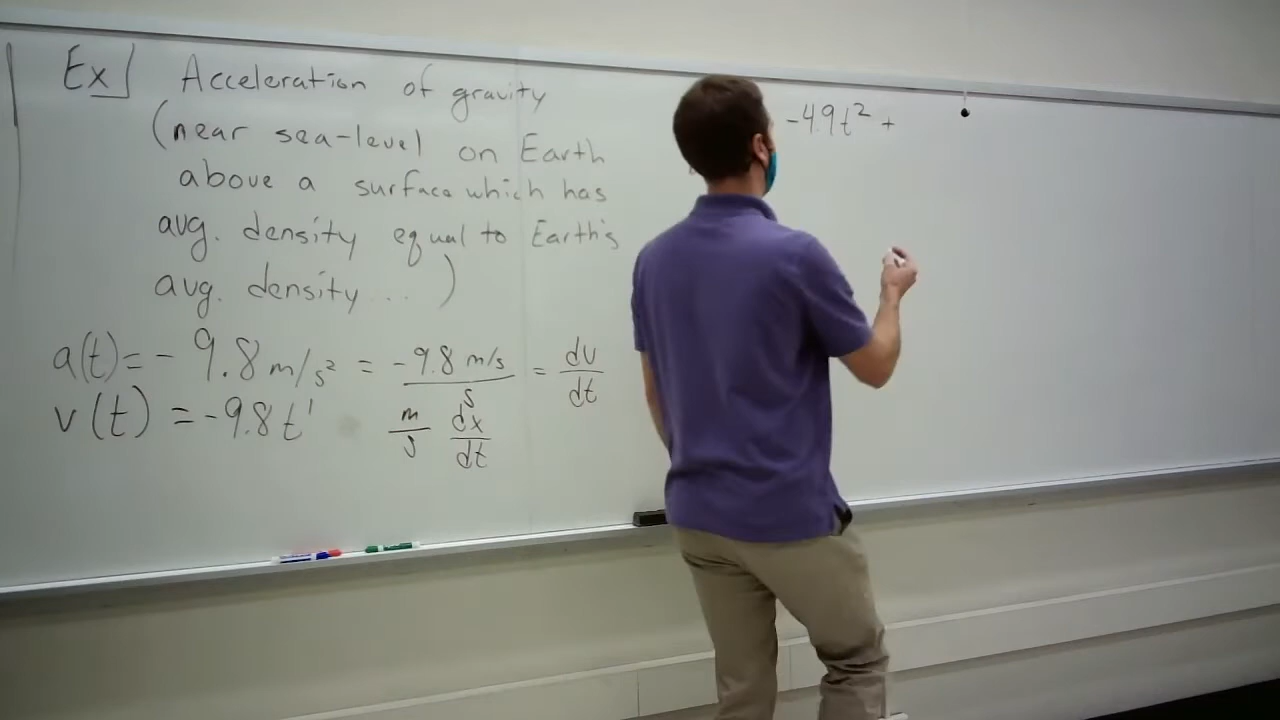 Ex] Acceleration of gravity
(near sea-level) on Earth
above a surface which has
avg. density equal to Earth's
avg. density ... )
a(t) = - 9.8 m/s² = -9.8 m/s / s = dv/dt
v(t) = -9.8t¹ m/s dx/dt
-4.9t² +